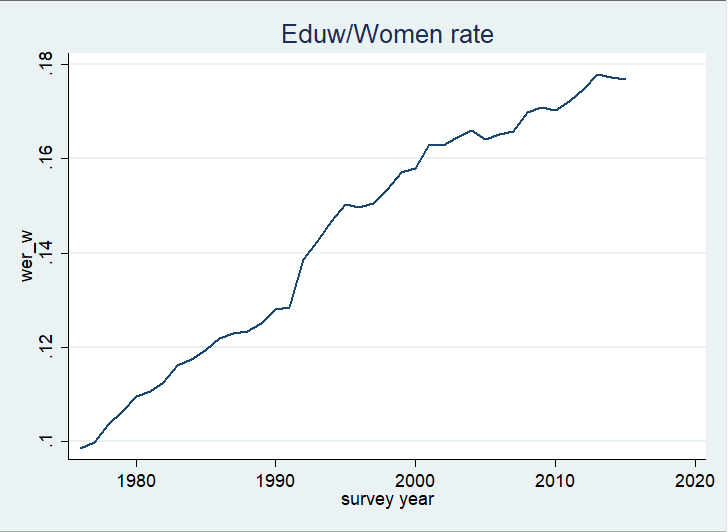 Eduw/Women rate
.18
.16
.14
.12
.1
wer_w
1980 1990 2000 2010 2020
survey year